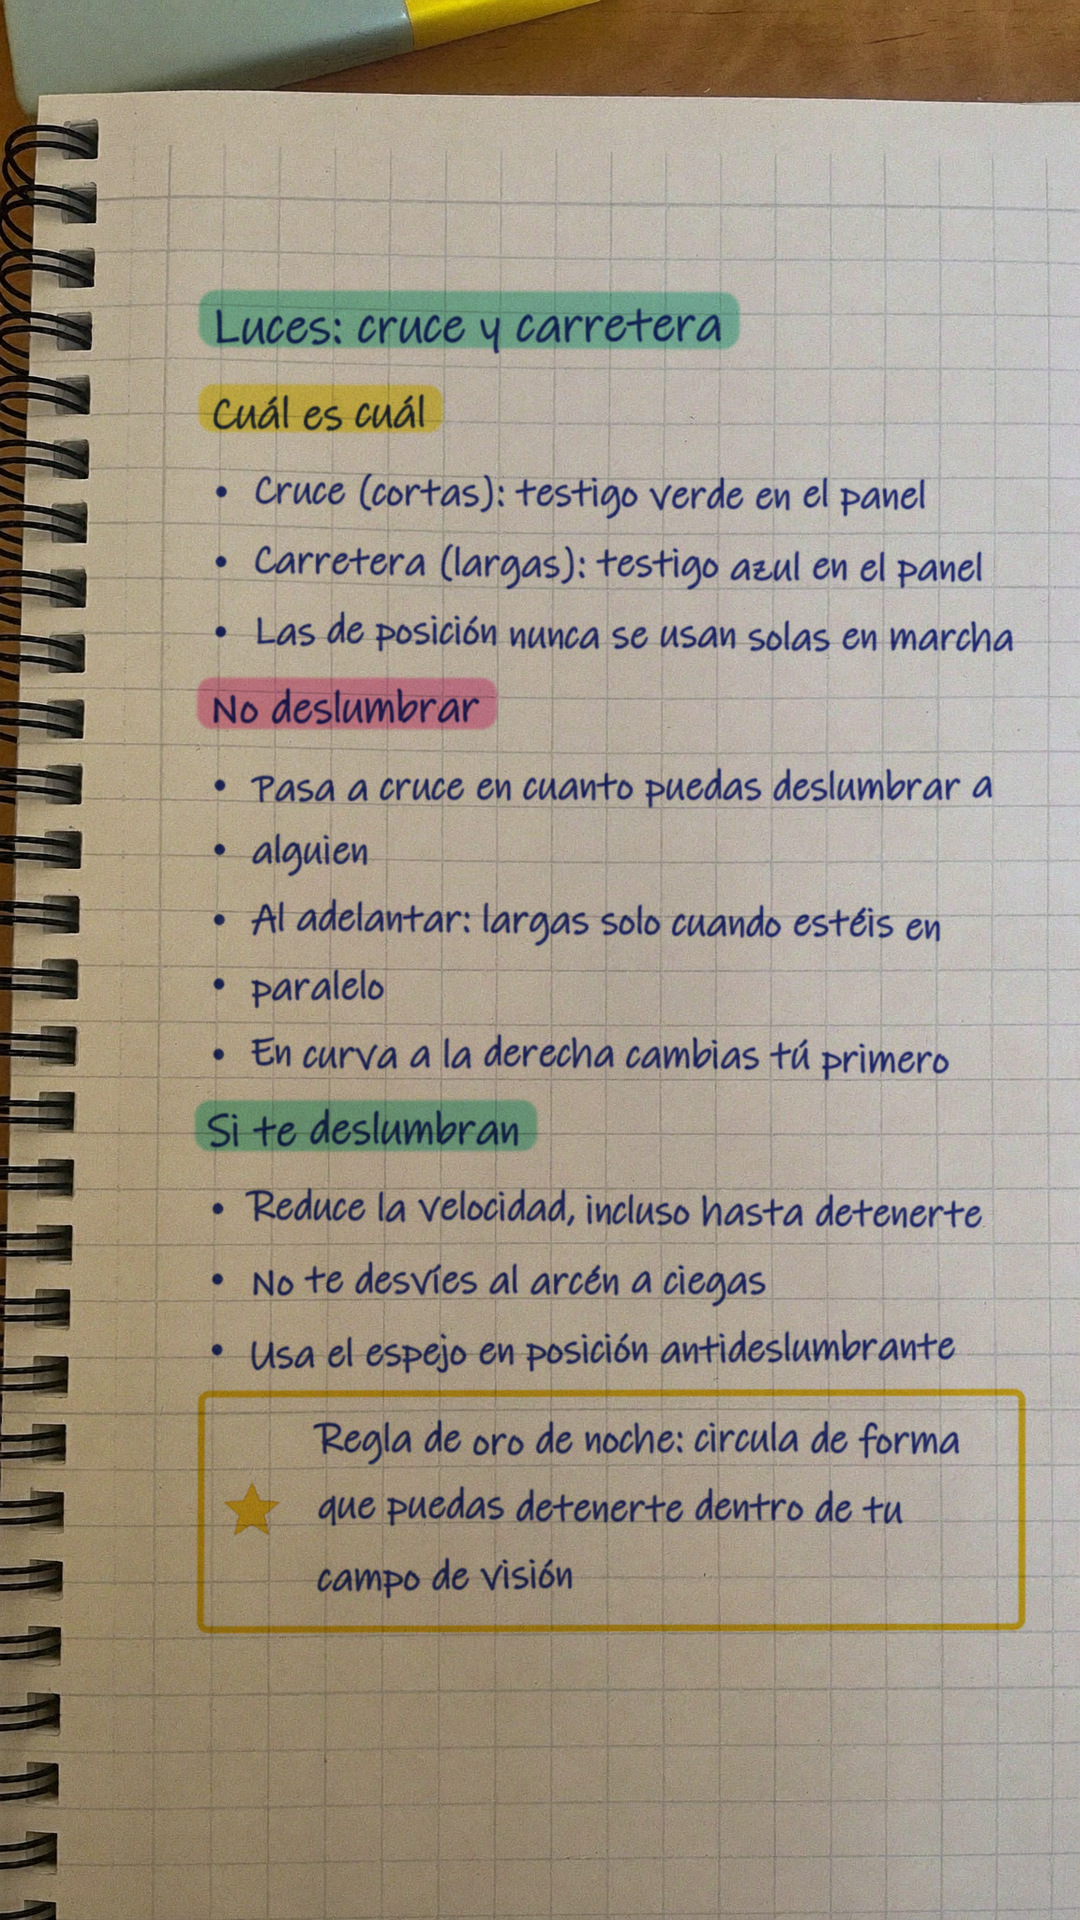 Luces: cruce y carretera
Cuál es cuál
• Cruce (cortas): testigo verde en el panel
• Carretera (largas): testigo azul en el panel
• Las de posición nunca se usan solas en marcha
No deslumbrar
• Pasa a cruce en cuanto puedas deslumbrar a
• alguien
• Al adelantar: largas solo cuando estéis en
• paralelo
• En curva a la derecha cambias tú primero
Si te deslumbran
• Reduce la velocidad, incluso hasta detenerte
• No te desvíes al arcén a ciegas
• Usa el espejo en posición antideslumbrante
Regla de oro de noche: circula de forma
que puedas detenerte dentro de tu
campo de visión